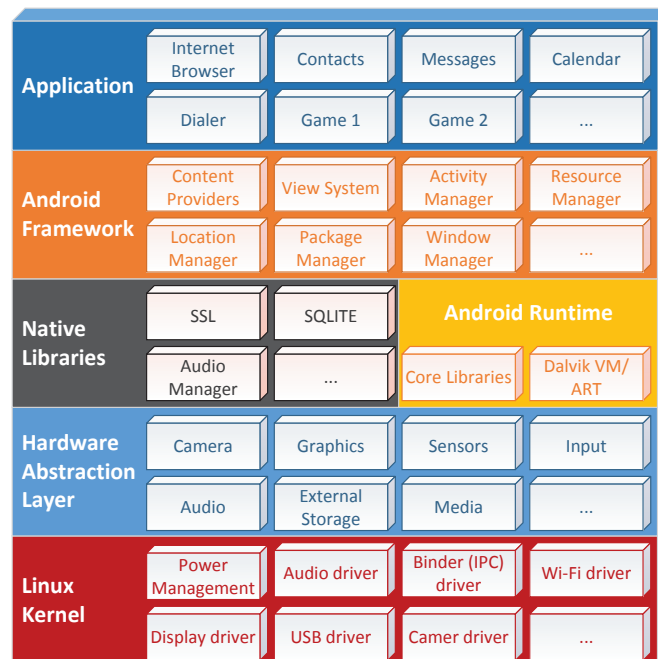 Application
Internet
Browser
Contacts
Messages
Calendar
Dialer
Game 1
Game 2
...
Android
Framework
Content
Providers
View System
Activity
Manager
Resource
Manager
Location
Manager
Package
Manager
Window
Manager
...
Native
Libraries
SSL
SQLITE
Audio
Manager
...
Android Runtime
Core Libraries
Dalvik VM/
ART
Hardware
Abstraction
Layer
Camera
Graphics
Sensors
Input
Audio
External
Storage
Media
...
Linux
Kernel
Power
Management
Audio driver
Binder (IPC)
driver
Wi-Fi driver
Display driver
USB driver
Camer driver
...